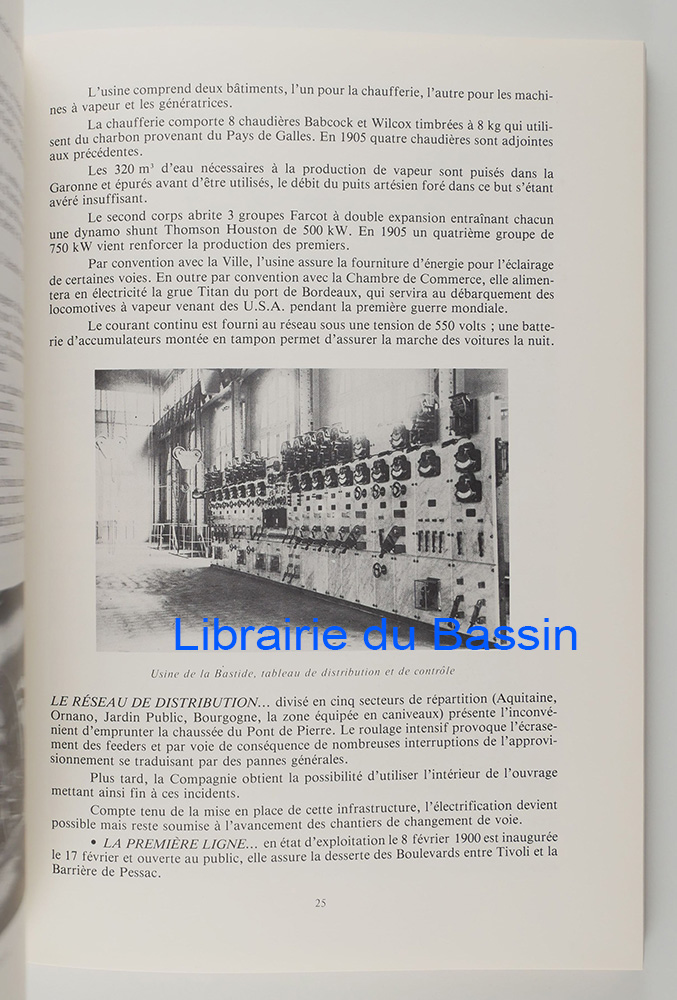 L'usine comprend deux bâtiments, l'un pour la chaufferie, l'autre pour les machi-
nes à vapeur et les génératrices.
La chaufferie comporte 8 chaudières Babcock et Wilcox timbrées à 8 kg qui utili-
sent du charbon provenant du Pays de Galles. En 1905 quatre chaudières sont adjointes
aux précédentes.
Les 320 m³ d'eau nécessaires à la production de vapeur sont puisés dans la
Garonne et épurés avant d'être utilisés, le débit du puits artésien foré dans ce but s'étant
avéré insuffisant.
Le second corps abrite 3 groupes Farcot à double expansion entraînant chacun
une dynamo shunt Thomson Houston de 500 kW. En 1905 un quatrième groupe de
750 kW vient renforcer la production des premiers.
Par convention avec la Ville, l'usine assure la fourniture d'énergie pour l'éclairage
de certaines voies. En outre par convention avec la Chambre de Commerce, elle alimen-
tera en électricité la grue Titan du port de Bordeaux, qui servira au débarquement des
locomotives à vapeur venant des U.S.A. pendant la première guerre mondiale.
Le courant continu est fourni au réseau sous une tension de 550 volts ; une batte-
rie d'accumulateurs montée en tampon permet d'assurer la marche des voitures la nuit.
Librairie du Bassin
Usine de la Bastide, tableau de distribution et de contrôle
LE RÉSEAU DE DISTRIBUTION... divisé en cinq secteurs de répartition (Aquitaine,
Ornano, Jardin Public, Bourgogne, la zone équipée en caniveaux) présente l'inconvé-
nient d'emprunter la chaussée du Pont de Pierre. Le roulage intensif provoque l'écrase-
ment des feeders et par voie de conséquence de nombreuses interruptions de l'approvi-
sionnement se traduisant par des pannes générales.
Plus tard, la Compagnie obtient la possibilité d'utiliser l'intérieur de l'ouvrage
mettant ainsi fin à ces incidents.
Compte tenu de la mise en place de cette infrastructure, l'électrification devient
possible mais reste soumise à l'avancement des chantiers de changement de voie.
• LA PREMIÈRE LIGNE... en état d'exploitation le 8 février 1900 est inaugurée
le 17 février et ouverte au public, elle assure la desserte des Boulevards entre Tivoli et la
Barrière de Pessac.
25